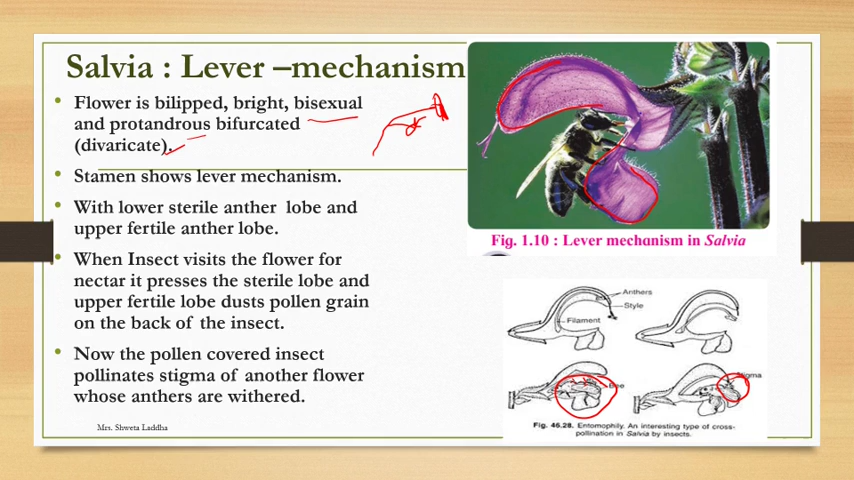 Salvia : Lever –mechanism
• Flower is bilipped, bright, bisexual
and protandrous bifurcated
(divaricate).
• Stamen shows lever mechanism.
• With lower sterile anther lobe and
upper fertile anther lobe.
• When Insect visits the flower for
nectar it presses the sterile lobe and
upper fertile lobe dusts pollen grain
on the back of the insect.
• Now the pollen covered insect
pollinates stigma of another flower
whose anthers are withered.
Mrs. Shweta Laddha
Fig. 1.10 : Lever mechanism in Salvia
Anthers
Style
Filament
Bee
Stigma
Fig. 46.28. Entomophily. An interesting type of cross-
pollination in Salvia by insects.